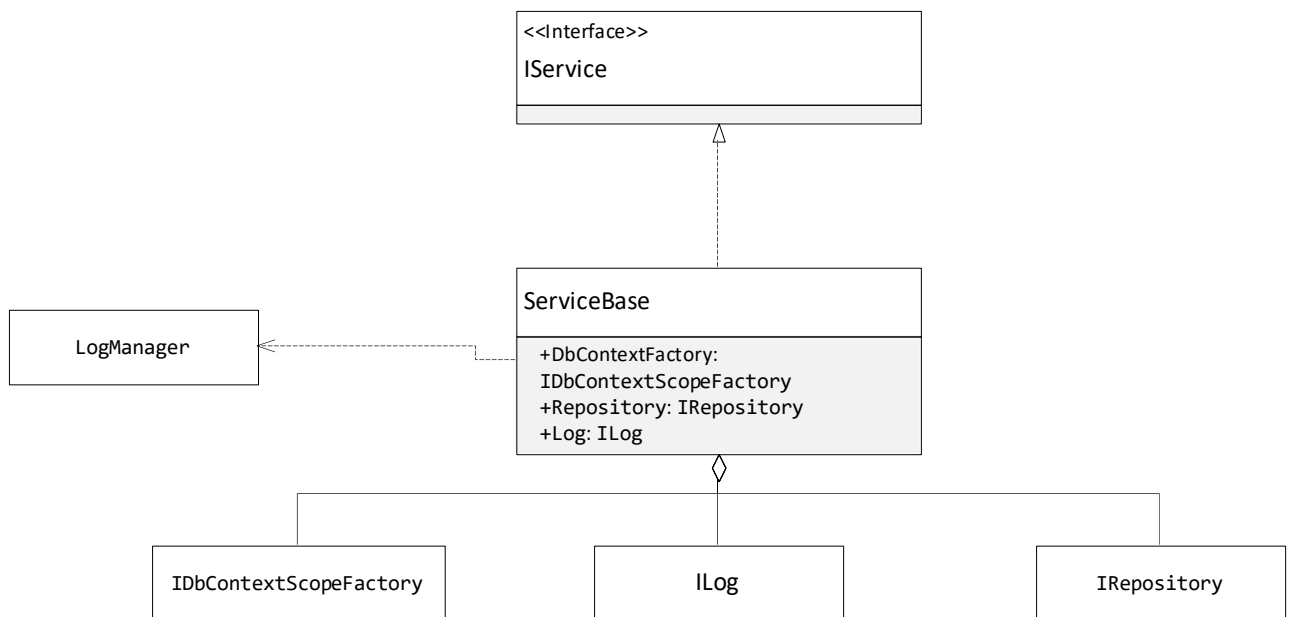 <<Interface>>
IService
ServiceBase
LogManager
+DbContextFactory:
IDbContextScopeFactory
+Repository: IRepository
+Log: ILog
IDbContextScopeFactory
ILog
IRepository